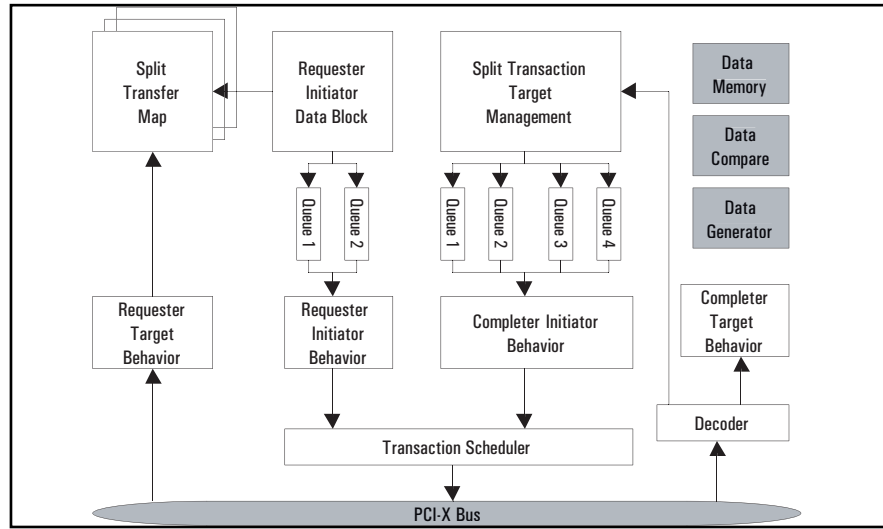 Split
Transfer
Map
Requester
Initiator
Data Block
Split Transaction
Target
Management
Data
Memory
Data
Compare
Data
Generator
Queue 1
Queue 2
Queue 1
Queue 2
Queue 3
Queue 4
Requester
Target
Behavior
Requester
Initiator
Behavior
Completer Initiator
Behavior
Completer
Target
Behavior
Decoder
Transaction Scheduler
PCI-X Bus